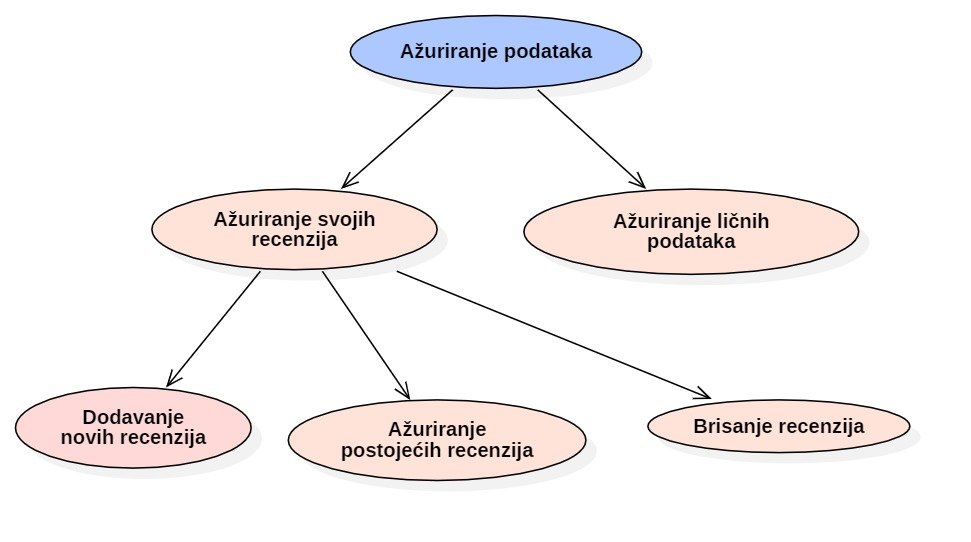 Ažuriranje podataka
Ažuriranje svojih
recenzija
Ažuriranje ličnih
podataka
Dodavanje
novih recenzija
Ažuriranje
postojećih recenzija
Brisanje recenzija